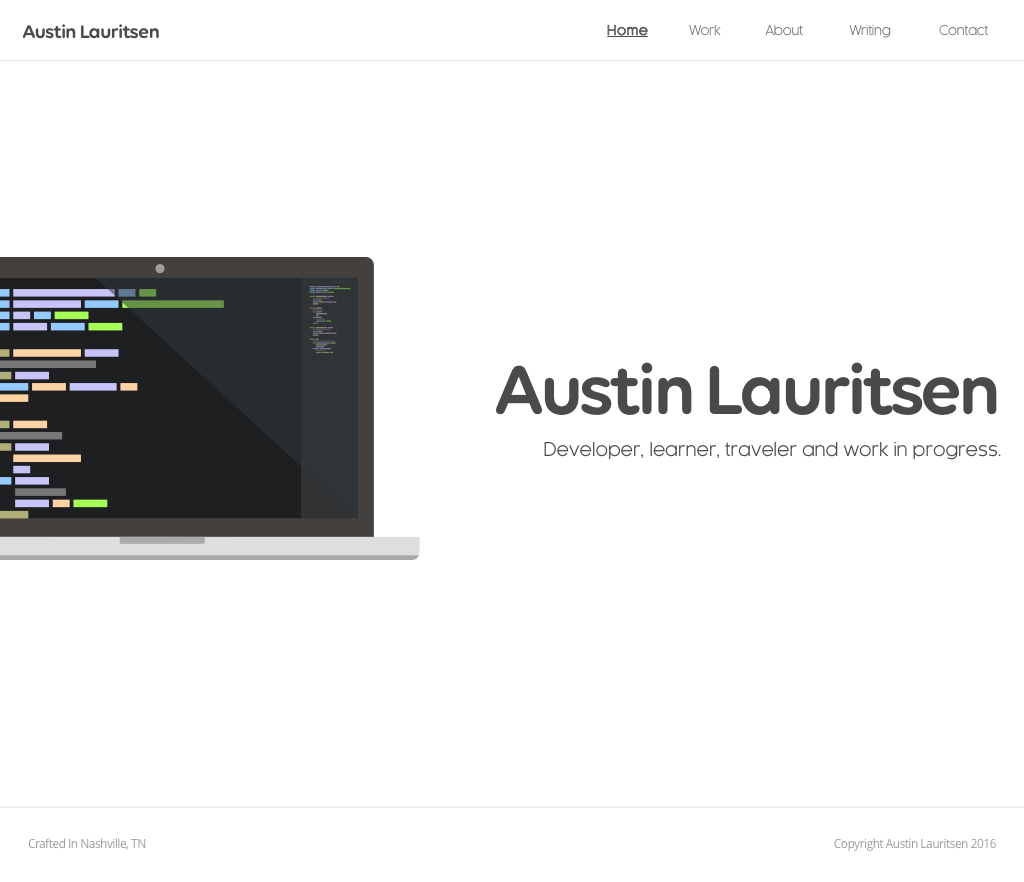 Austin Lauritsen
Home Work About Writing Contact
Austin Lauritsen
Developer, learner, traveler and work in progress.
Crafted In Nashville, TN
Copyright Austin Lauritsen 2016